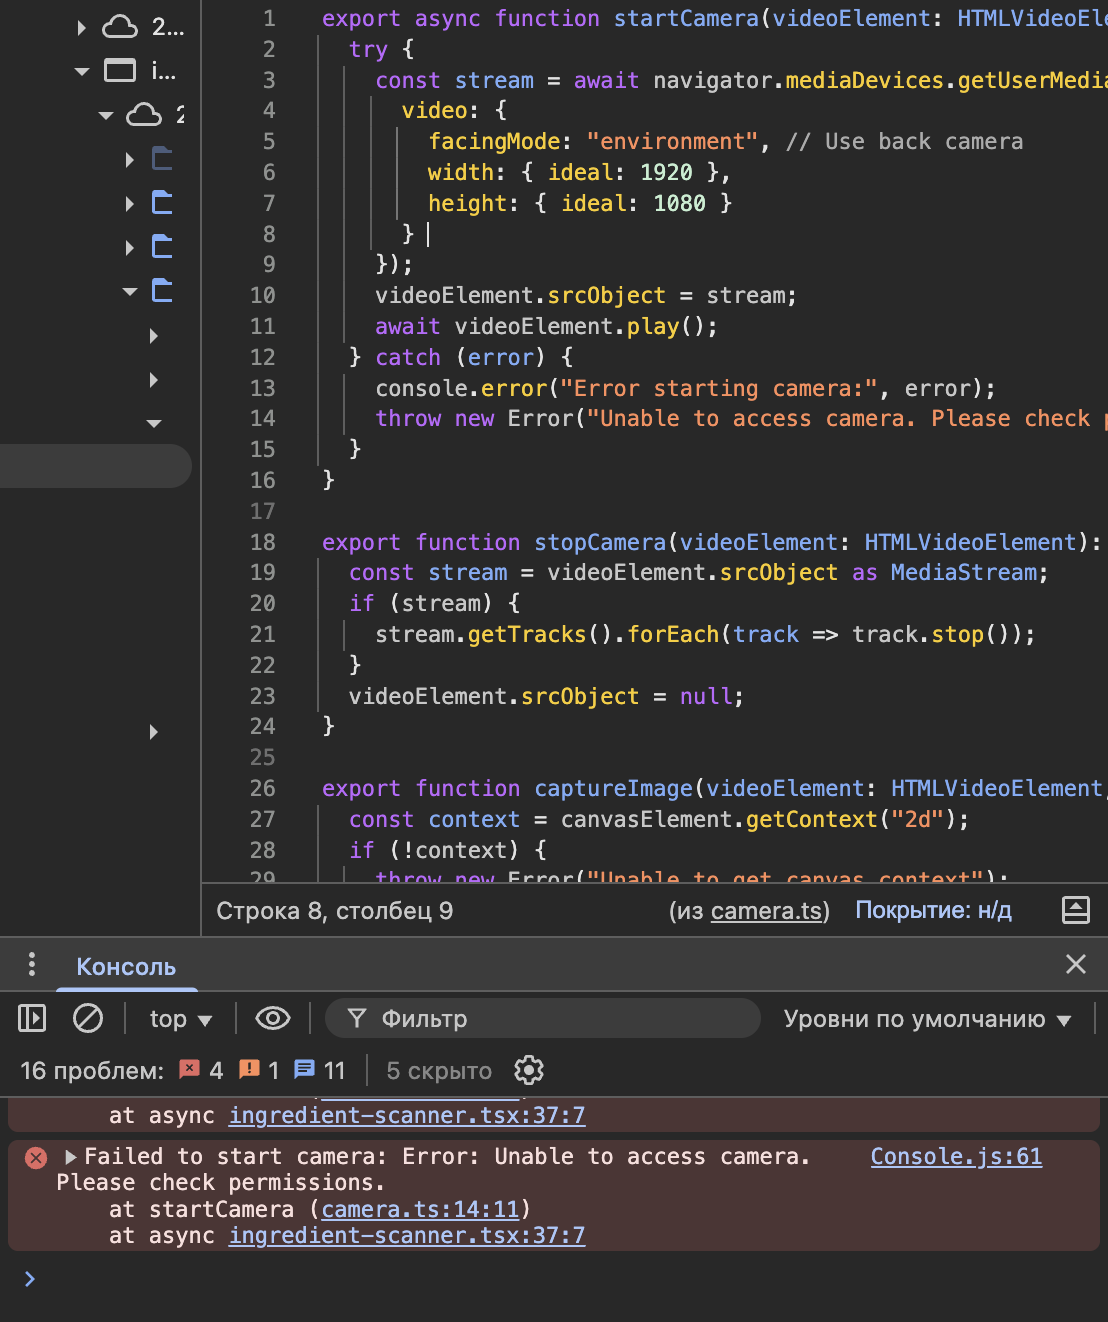 2...
i...
2
1 export async function startCamera(videoElement: HTMLVideoEle
2 try {
3 const stream = await navigator.mediaDevices.getUserMedia
4 video: {
5 facingMode: "environment", // Use back camera
6 width: { ideal: 1920 },
7 height: { ideal: 1080 }
8 }
9 });
10 videoElement.srcObject = stream;
11 await videoElement.play();
12 } catch (error) {
13 console.error("Error starting camera:", error);
14 throw new Error("Unable to access camera. Please check p
15 }
16 }
17
18 export function stopCamera(videoElement: HTMLVideoElement):
19 const stream = videoElement.srcObject as MediaStream;
20 if (stream) {
21 stream.getTracks().forEach(track => track.stop());
22 }
23 videoElement.srcObject = null;
24 }
25
26 export function captureImage(videoElement: HTMLVideoElement,
27 const context = canvasElement.getContext("2d");
28 if (!context) {
29 throw new Error("Unable to get canvas context");
Строка 8, столбец 9 (из camera.ts) Покрытие: н/д
Консоль
top Фильтр Уровни по умолчанию
16 проблем: 4 1 11 5 скрыто
at async ingredient-scanner.tsx:37:7
Failed to start camera: Error: Unable to access camera. Console.js:61
Please check permissions.
at startCamera (camera.ts:14:11)
at async ingredient-scanner.tsx:37:7